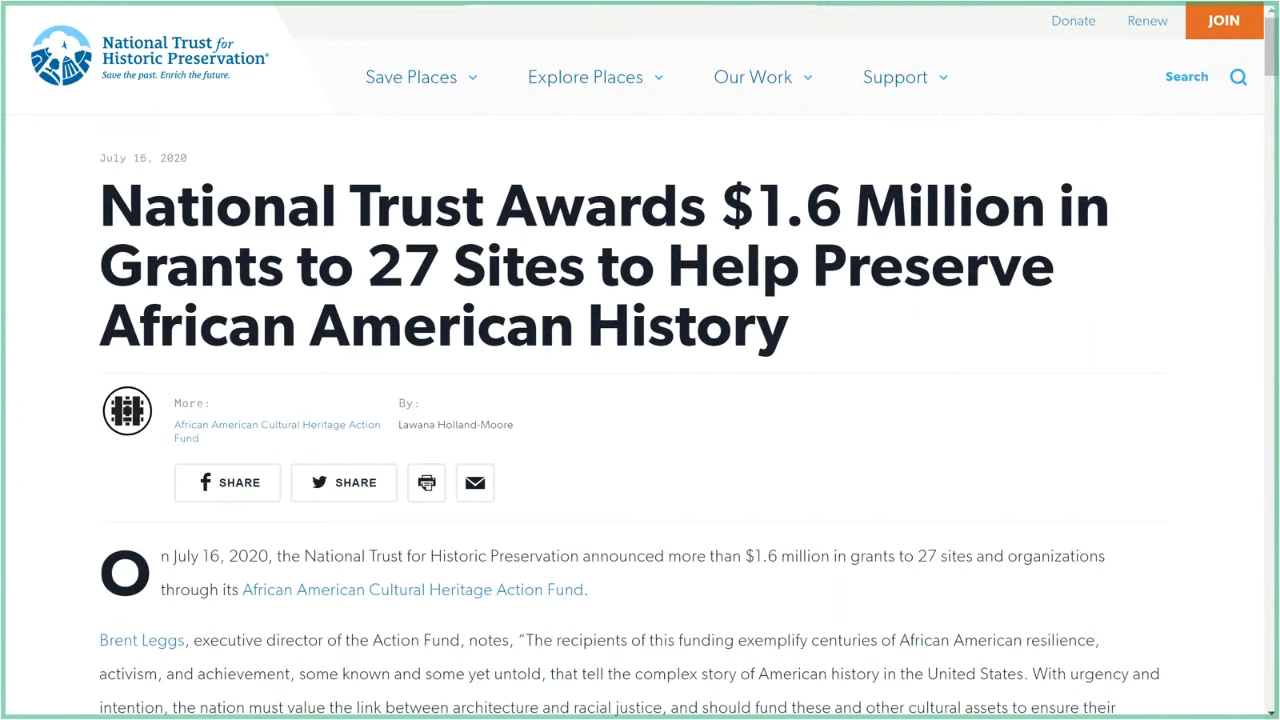 Donate Renew JOIN
National Trust for
Historic Preservation®
Save the past. Enrich the future.
Save Places Explore Places Our Work Support Search
July 16, 2020
National Trust Awards $1.6 Million in
Grants to 27 Sites to Help Preserve
African American History
More: By:
African American Cultural Heritage Action Lawana Holland-Moore
Fund
SHARE SHARE
On July 16, 2020, the National Trust for Historic Preservation announced more than $1.6 million in grants to 27 sites and organizations
through its African American Cultural Heritage Action Fund.
Brent Leggs, executive director of the Action Fund, notes, “The recipients of this funding exemplify centuries of African American resilience,
activism, and achievement, some known and some yet untold, that tell the complex story of American history in the United States. With urgency and
intention, the nation must value the link between architecture and racial justice, and should fund these and other cultural assets to ensure their